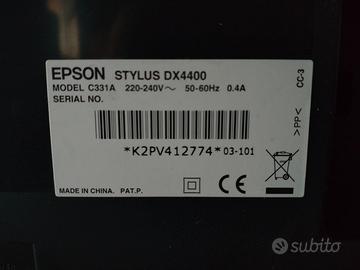 EPSON STYLUS DX4400
MODEL C331A 220-240V~ 50-60Hz 0.4A
SERIAL NO.
*K2PV412774*03-101
MADE IN CHINA. PAT.P.
CE
CC-3
>PP<
subito